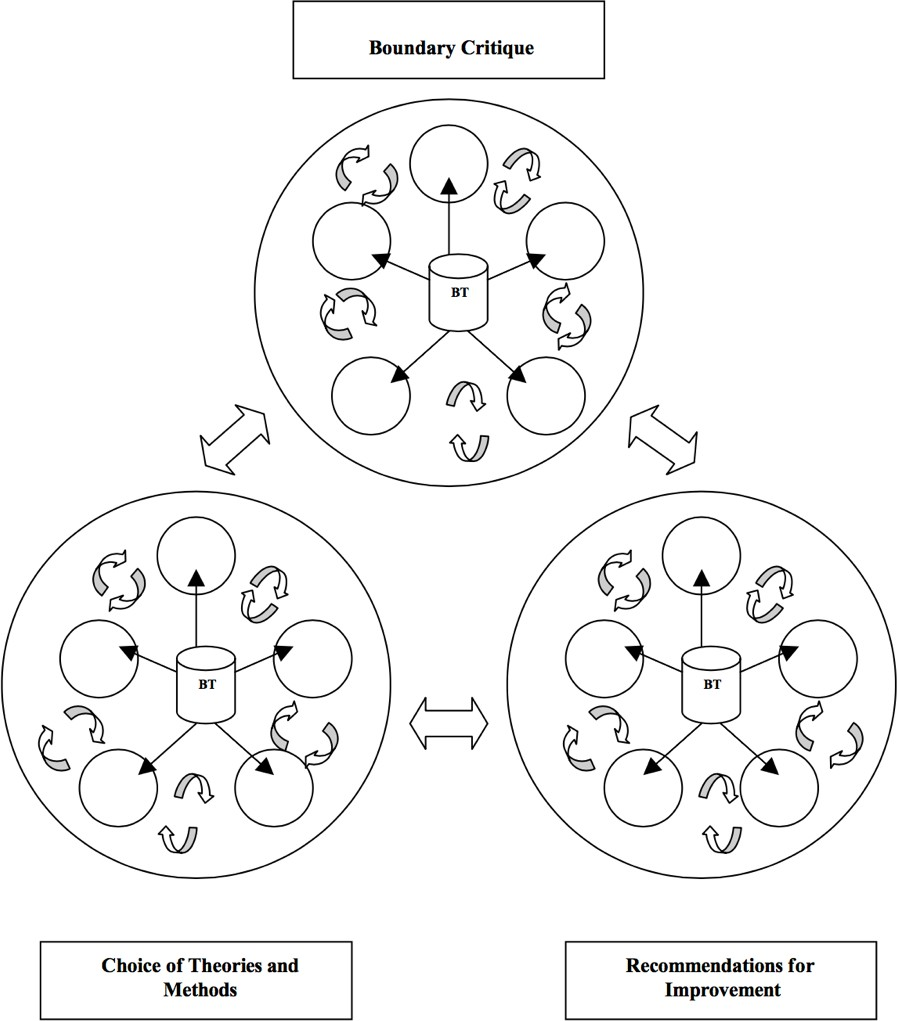 Boundary Critique
BT
BT
BT
Choice of Theories and
Methods
Recommendations for
Improvement